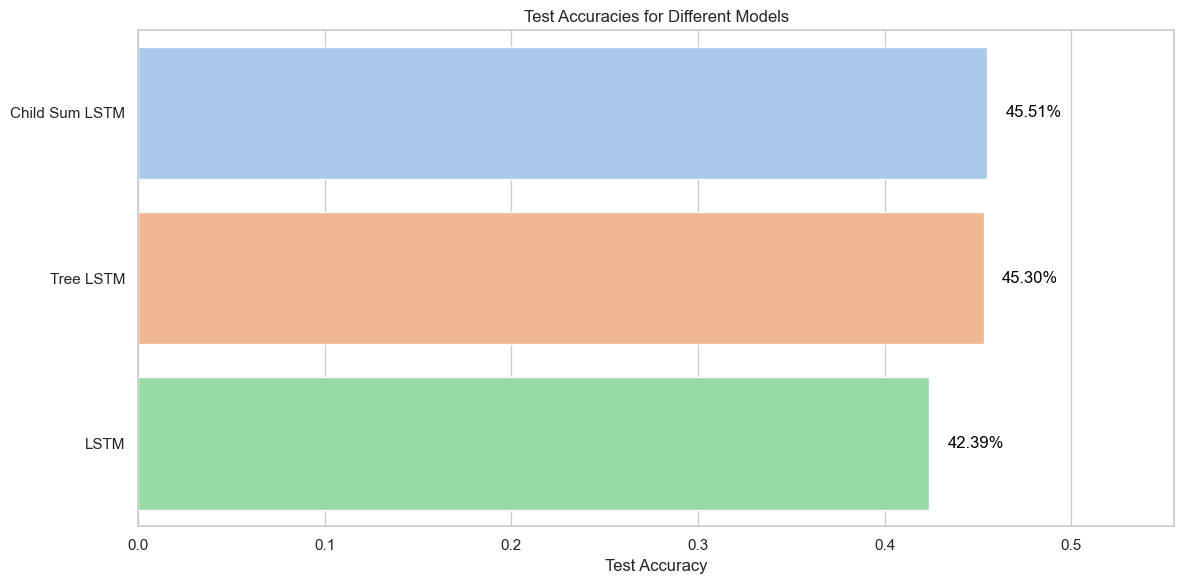 Test Accuracies for Different Models
Child Sum LSTM
45.51%
Tree LSTM
45.30%
LSTM
42.39%
0.0 0.1 0.2 0.3 0.4 0.5
Test Accuracy